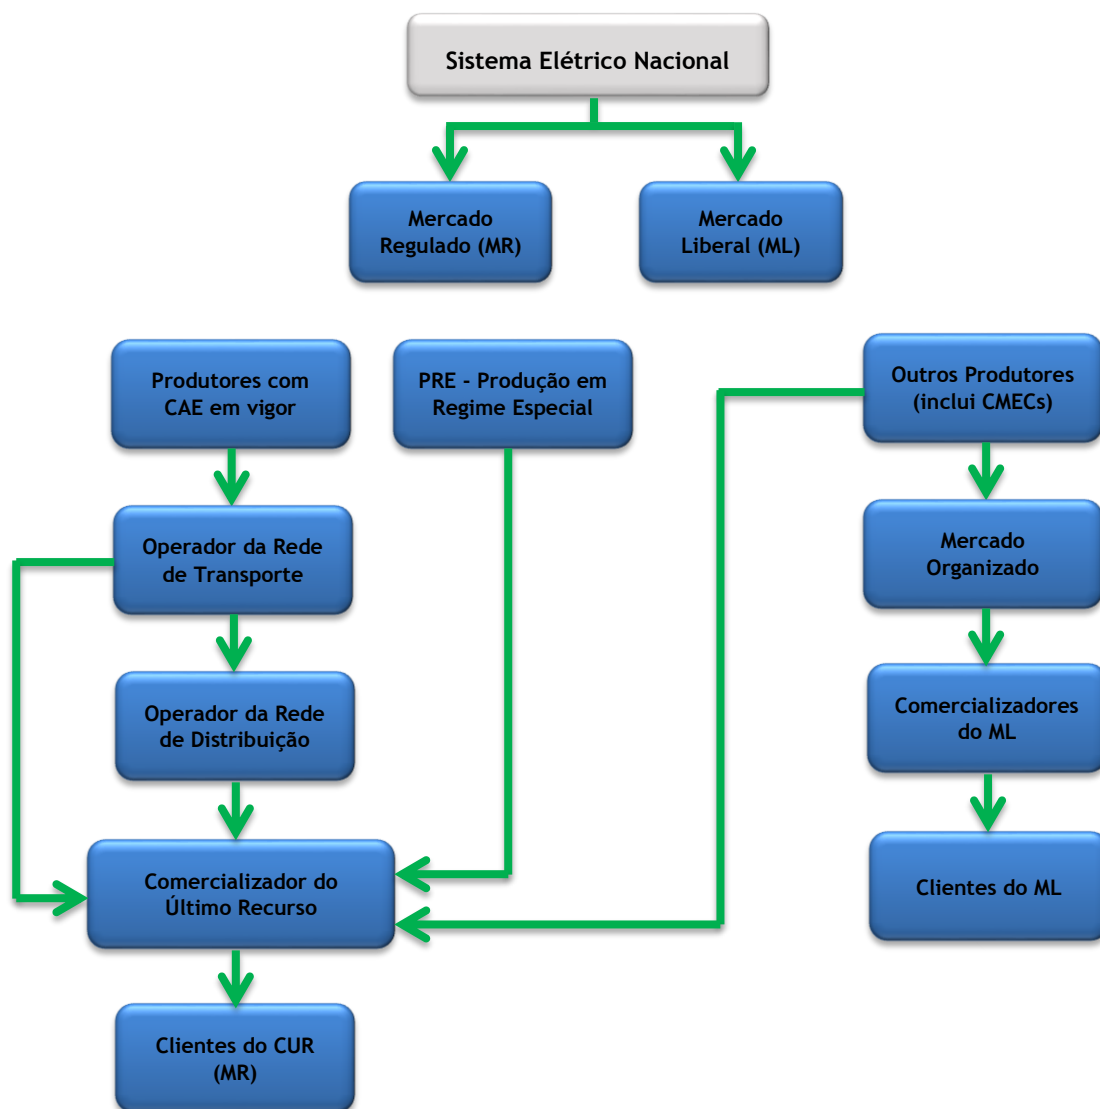 Sistema Elétrico Nacional
Mercado
Regulado (MR)
Mercado
Liberal (ML)
Produtores com
CAE em vigor
PRE - Produção em
Regime Especial
Outros Produtores
(inclui CMECs)
Operador da Rede
de Transporte
Mercado
Organizado
Operador da Rede
de Distribuição
Comercializadores
do ML
Comercializador do
Último Recurso
Clientes do ML
Clientes do CUR
(MR)